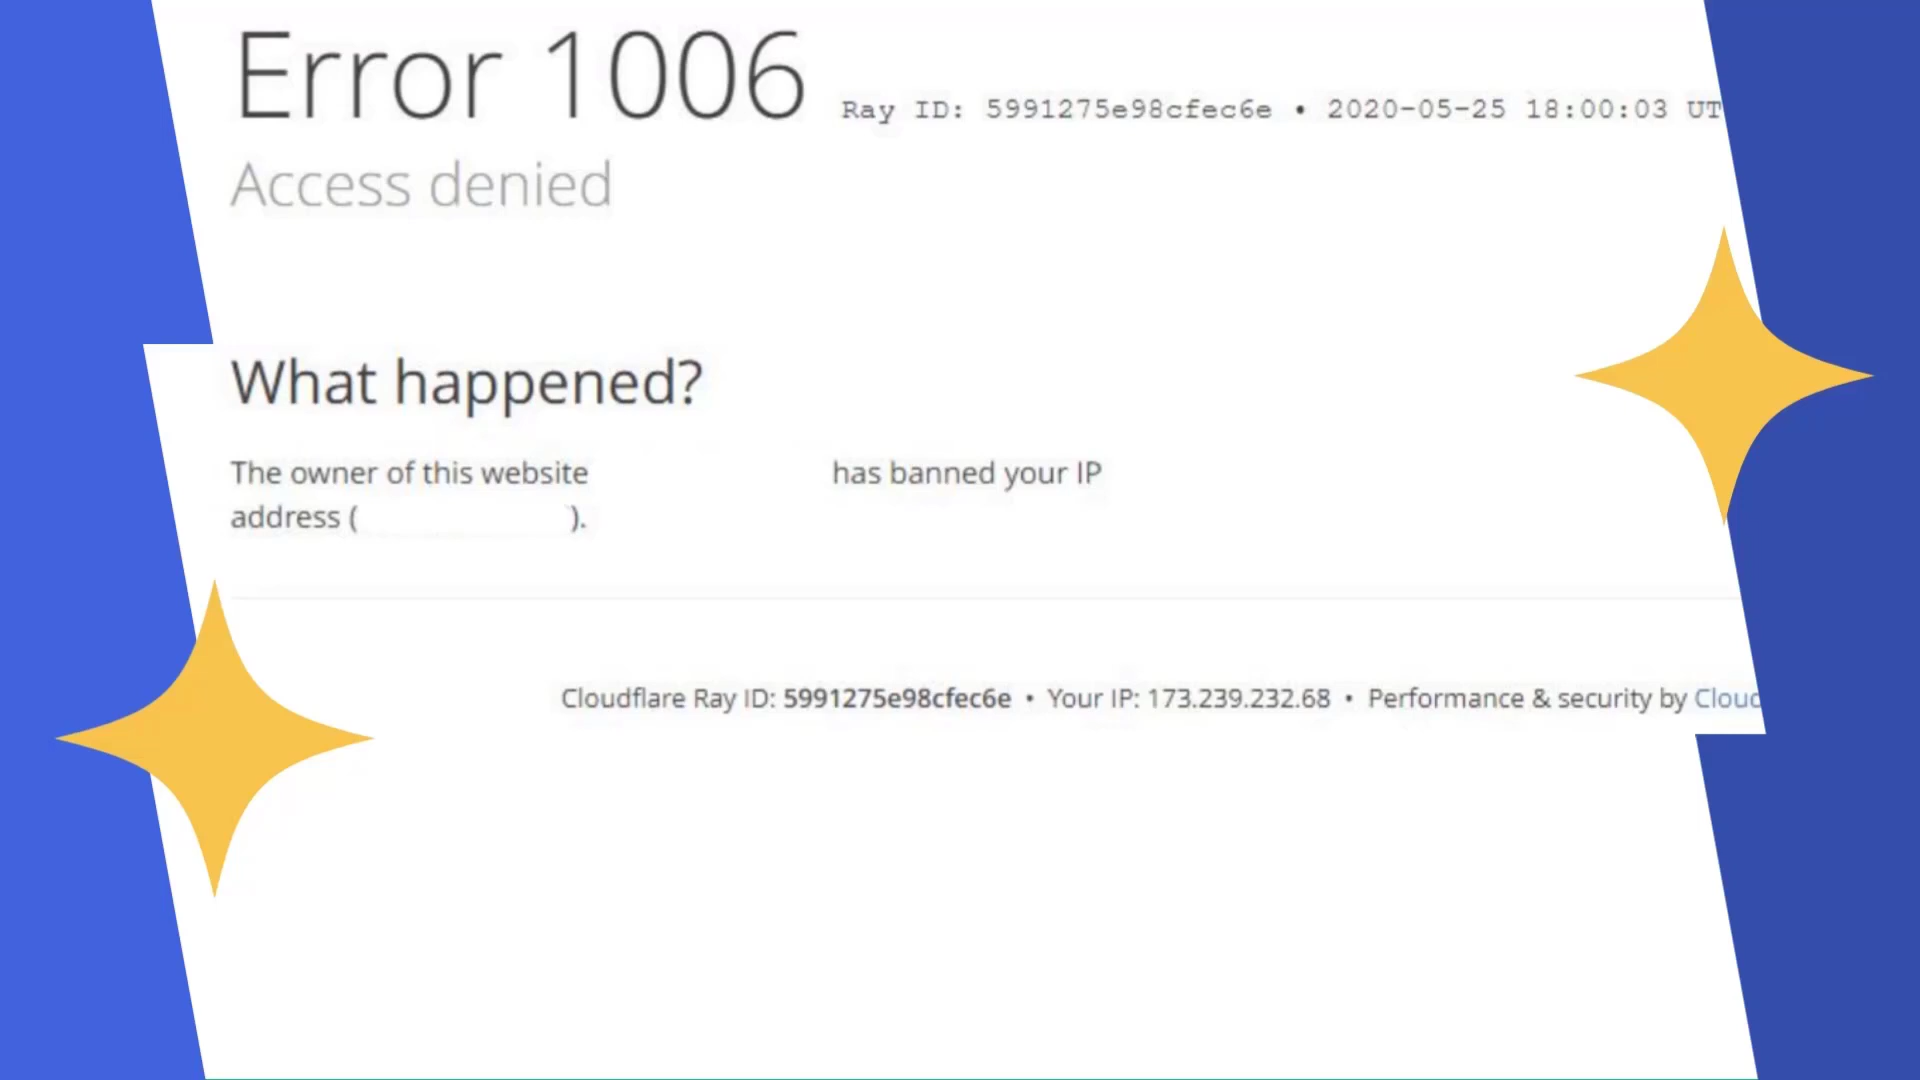 Error 1006 Ray ID: 5991275e98cfec6e • 2020-05-25 18:00:03 UT
Access denied
What happened?
The owner of this website has banned your IP
address ( ).
Cloudflare Ray ID: 5991275e98cfec6e • Your IP: 173.239.232.68 • Performance & security by Cloud